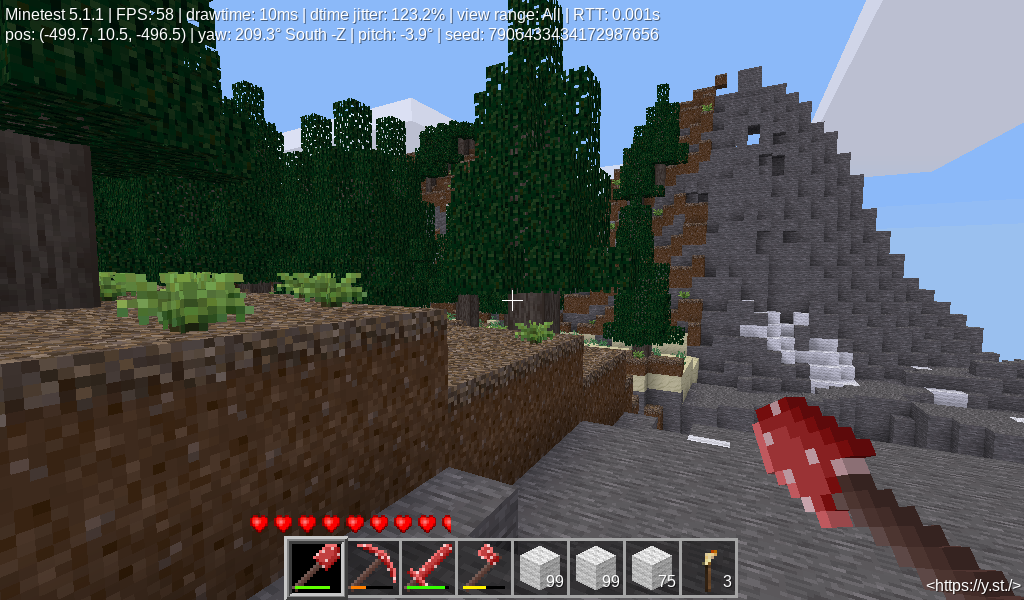 Minetest 5.1.1 | FPS: 58 | drawtime: 10ms | dtime jitter: 123.2% | view range: All | RTT: 0.001s
pos: (-499.7, 10.5, -496.5) | yaw: 209.3° South -Z | pitch: -3.9° | seed: 7906433434172987656
99 99 75 3
<https://y.st./>